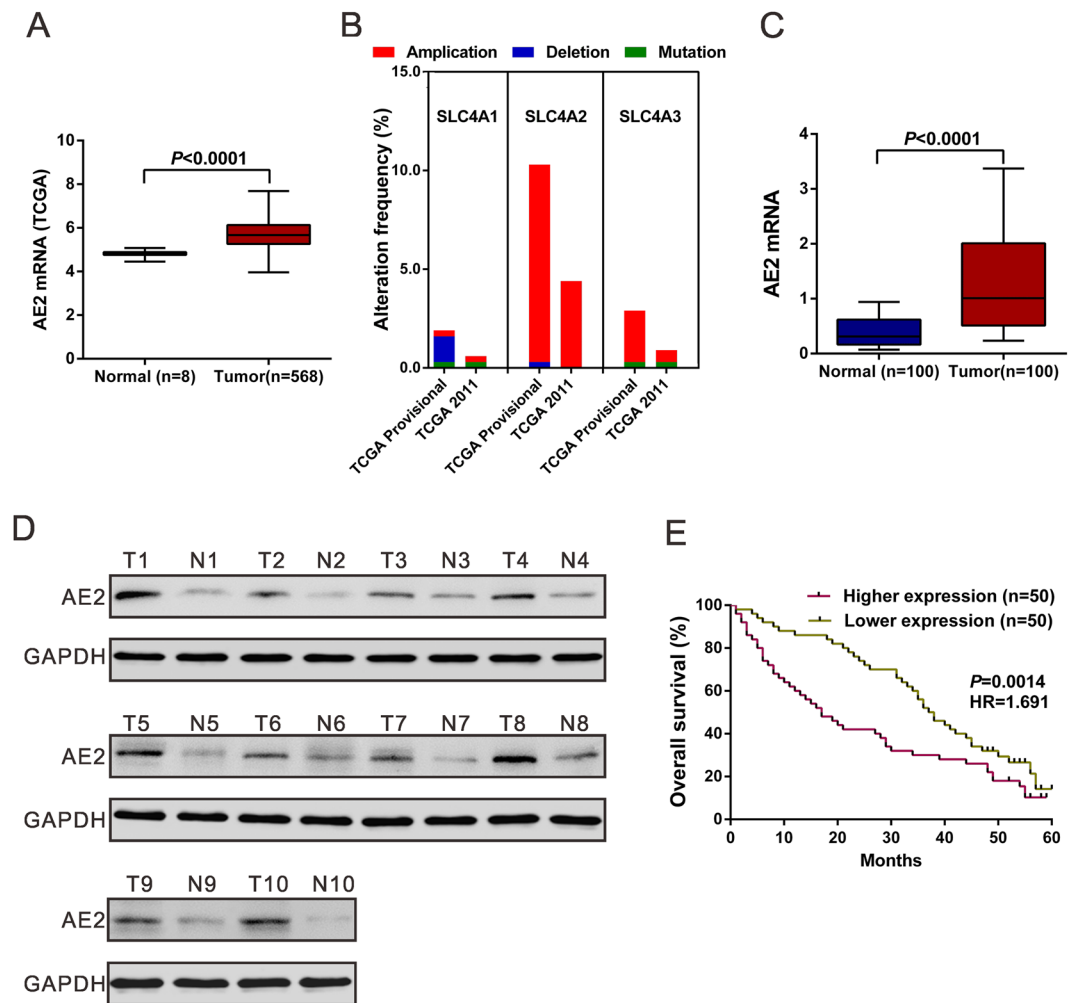 A
AE2 mRNA (TCGA)
10
8
6
4
2
0
P<0.0001
Normal (n=8) Tumor(n=568)
B
Amplication Deletion Mutation
Alteration frequency (%)
15.0
10.0
5.0
0.0
SLC4A1 SLC4A2 SLC4A3
TCGA Provisional
TCGA 2011
TCGA Provisional
TCGA 2011
TCGA Provisional
TCGA 2011
C
AE2 mRNA
4
3
2
1
0
P<0.0001
Normal (n=100) Tumor(n=100)
D
T1 N1 T2 N2 T3 N3 T4 N4
AE2
GAPDH
T5 N5 T6 N6 T7 N7 T8 N8
AE2
GAPDH
T9 N9 T10 N10
AE2
GAPDH
E
Higher expression (n=50)
Lower expression (n=50)
P=0.0014
HR=1.691
Overall survival (%)
100
80
60
40
20
0
0 10 20 30 40 50 60
Months